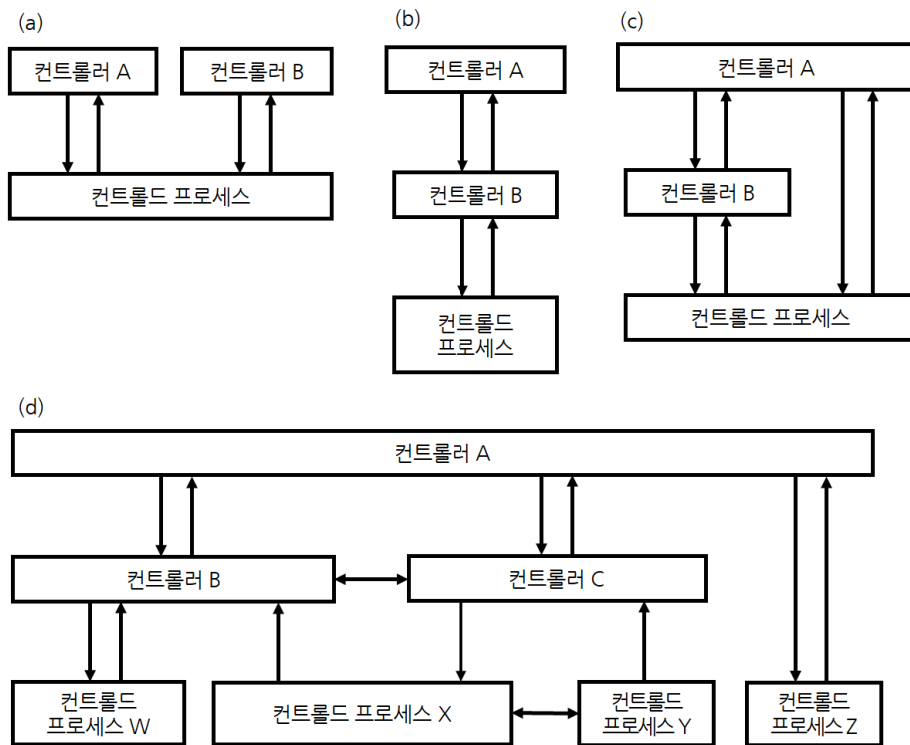 (a)
컨트롤러 A
컨트롤러 B
컨트롤드 프로세스
(b)
컨트롤러 A
컨트롤러 B
컨트롤드
프로세스
(c)
컨트롤러 A
컨트롤러 B
컨트롤드 프로세스
(d)
컨트롤러 A
컨트롤러 B
컨트롤러 C
컨트롤드
프로세스 W
컨트롤드 프로세스 X
컨트롤드
프로세스 Y
컨트롤드
프로세스 Z